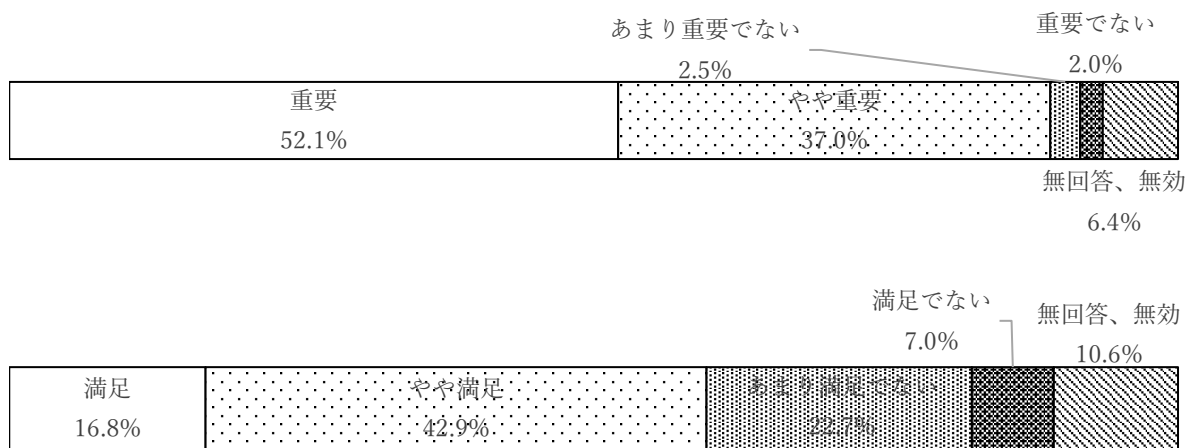 あまり重要でない
2.5%
重要でない
2.0%
重要
52.1%
やや重要
37.0%
無回答、無効
6.4%
満足でない
7.0%
無回答、無効
10.6%
満足
16.8%
やや満足
42.9%
あまり満足でない
22.7%